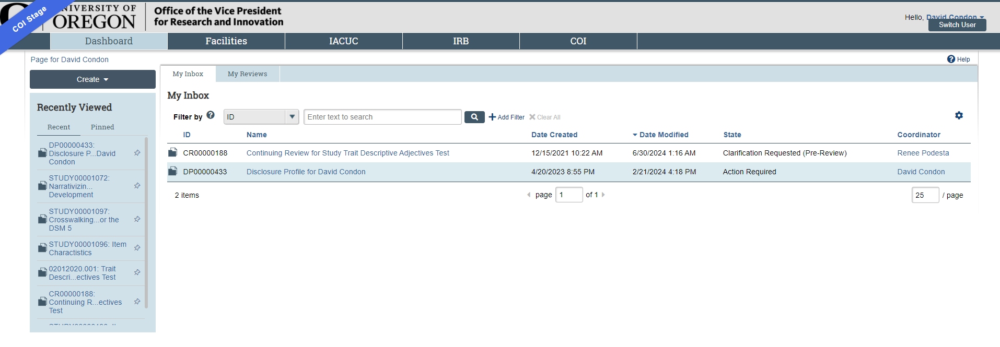 COI Stage
UNIVERSITY OF
OREGON
Office of the Vice President
for Research and Innovation
Hello, David Condon
Switch User
Dashboard Facilities IACUC IRB COI
Page for David Condon
Help
Create
My Inbox My Reviews
Recently Viewed
Recent Pinned
DP00000433:
Disclosure P...David
Condon
STUDY00001072:
Narrativizin...
Development
STUDY00001097:
Crosswalking...or the
DSM 5
STUDY00001096: Item
Charactistics
02012020.001: Trait
Descri...ectives Test
CR00000188:
Continuing R...ectives
Test
My Inbox
Filter by ID Enter text to search Add Filter Clear All
ID Name Date Created Date Modified State Coordinator
CR00000188 Continuing Review for Study Trait Descriptive Adjectives Test 12/15/2021 10:22 AM 6/30/2024 1:16 AM Clarification Requested (Pre-Review) Renee Podesta
DP00000433 Disclosure Profile for David Condon 4/20/2023 8:55 PM 2/21/2024 4:18 PM Action Required David Condon
2 items page 1 of 1 25 / page